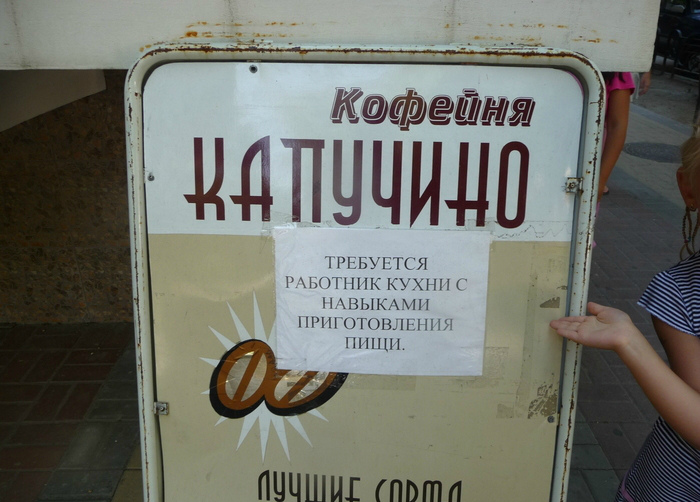 Кофейня
КАПУЧИНО
ТРЕБУЕТСЯ
РАБОТНИК КУХНИ С
НАВЫКАМИ
ПРИГОТОВЛЕНИЯ
ПИЩИ.
ЛУЧШИЕ СОРТА